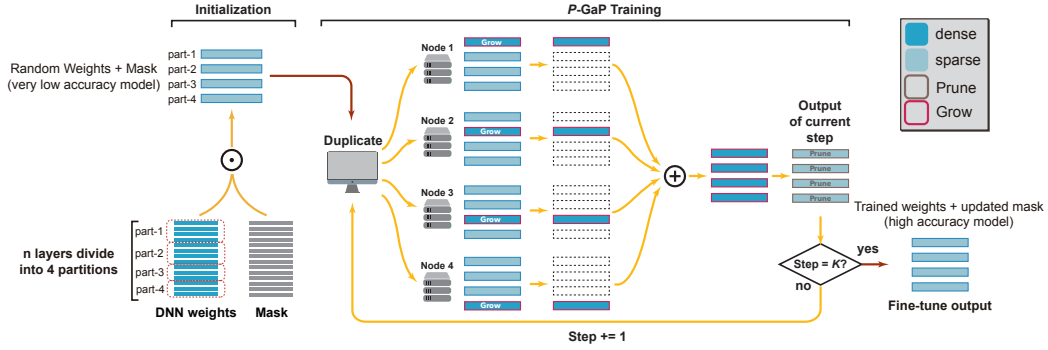 Initialization
part-1
part-2
part-3
part-4
Random Weights + Mask
(very low accuracy model)
n layers divide
into 4 partitions
part-1
part-2
part-3
part-4
DNN weights
Mask
P-GaP Training
Duplicate
Node 1
Grow
Node 2
Grow
Node 3
Grow
Node 4
Grow
Output
of current
step
Prune
Prune
Prune
Prune
Step = K?
yes
no
Step += 1
Trained weights + updated mask
(high accuracy model)
Fine-tune output
dense
sparse
Prune
Grow